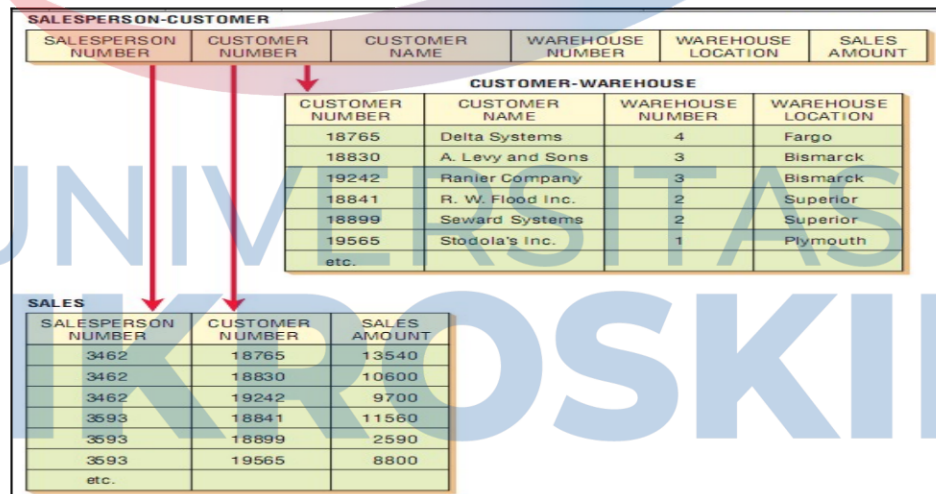 SALESPERSON-CUSTOMER
SALESPERSON NUMBER CUSTOMER NUMBER CUSTOMER NAME WAREHOUSE NUMBER WAREHOUSE LOCATION SALES AMOUNT
CUSTOMER-WAREHOUSE
CUSTOMER NUMBER CUSTOMER NAME WAREHOUSE NUMBER WAREHOUSE LOCATION
18765 Delta Systems 4 Fargo
18830 A. Levy and Sons 3 Bismarck
19242 Ranier Company 3 Bismarck
18841 R. W. Flood Inc. 2 Superior
18899 Seward Systems 2 Superior
19565 Stodola's Inc. 1 Plymouth
etc.
UNIVERSITAS
MIKROSKIL
SALES
SALESPERSON NUMBER CUSTOMER NUMBER SALES AMOUNT
3462 18765 13540
3462 18830 10600
3462 19242 9700
3593 18841 11560
3593 18899 2590
3593 19565 8800
etc.